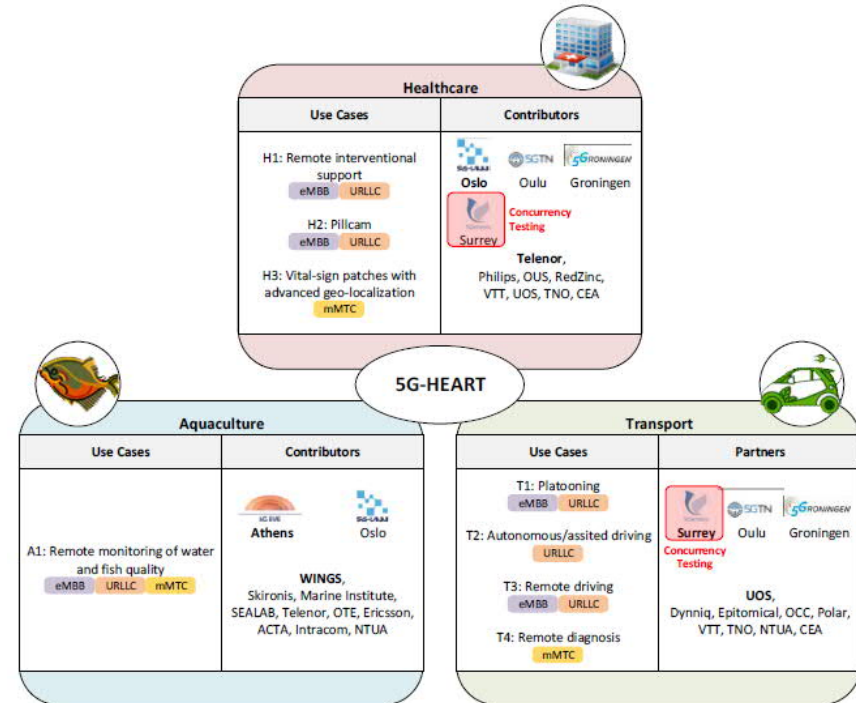 Healthcare
Use Cases
Contributors
H1: Remote interventional
support
eMBB URLLC
H2: Pillcam
eMBB URLLC
H3: Vital-sign patches with
advanced geo-localization
mMTC
5GTN
5GRONINGEN
Oslo
Oulu
Groningen
Surrey
Concurrency
Testing
Telenor,
Philips, OUS, RedZinc,
VTT, UOS, TNO, CEA
5G-HEART
Aquaculture
Use Cases
Contributors
A1: Remote monitoring of water
and fish quality
eMBB URLLC mMTC
5G EVE
Athens
Oslo
WINGS,
Skironis, Marine Institute,
SEALAB, Telenor, OTE, Ericsson,
ACTA, Intracom, NTUA
Transport
Use Cases
Partners
T1: Platooning
eMBB URLLC
T2: Autonomous/assited driving
URLLC
T3: Remote driving
eMBB URLLC
T4: Remote diagnosis
mMTC
5GTN
5GRONINGEN
Surrey
Oulu
Groningen
Concurrency
Testing
UOS,
Dynniq, Epitomical, OCC, Polar,
VTT, TNO, NTUA, CEA